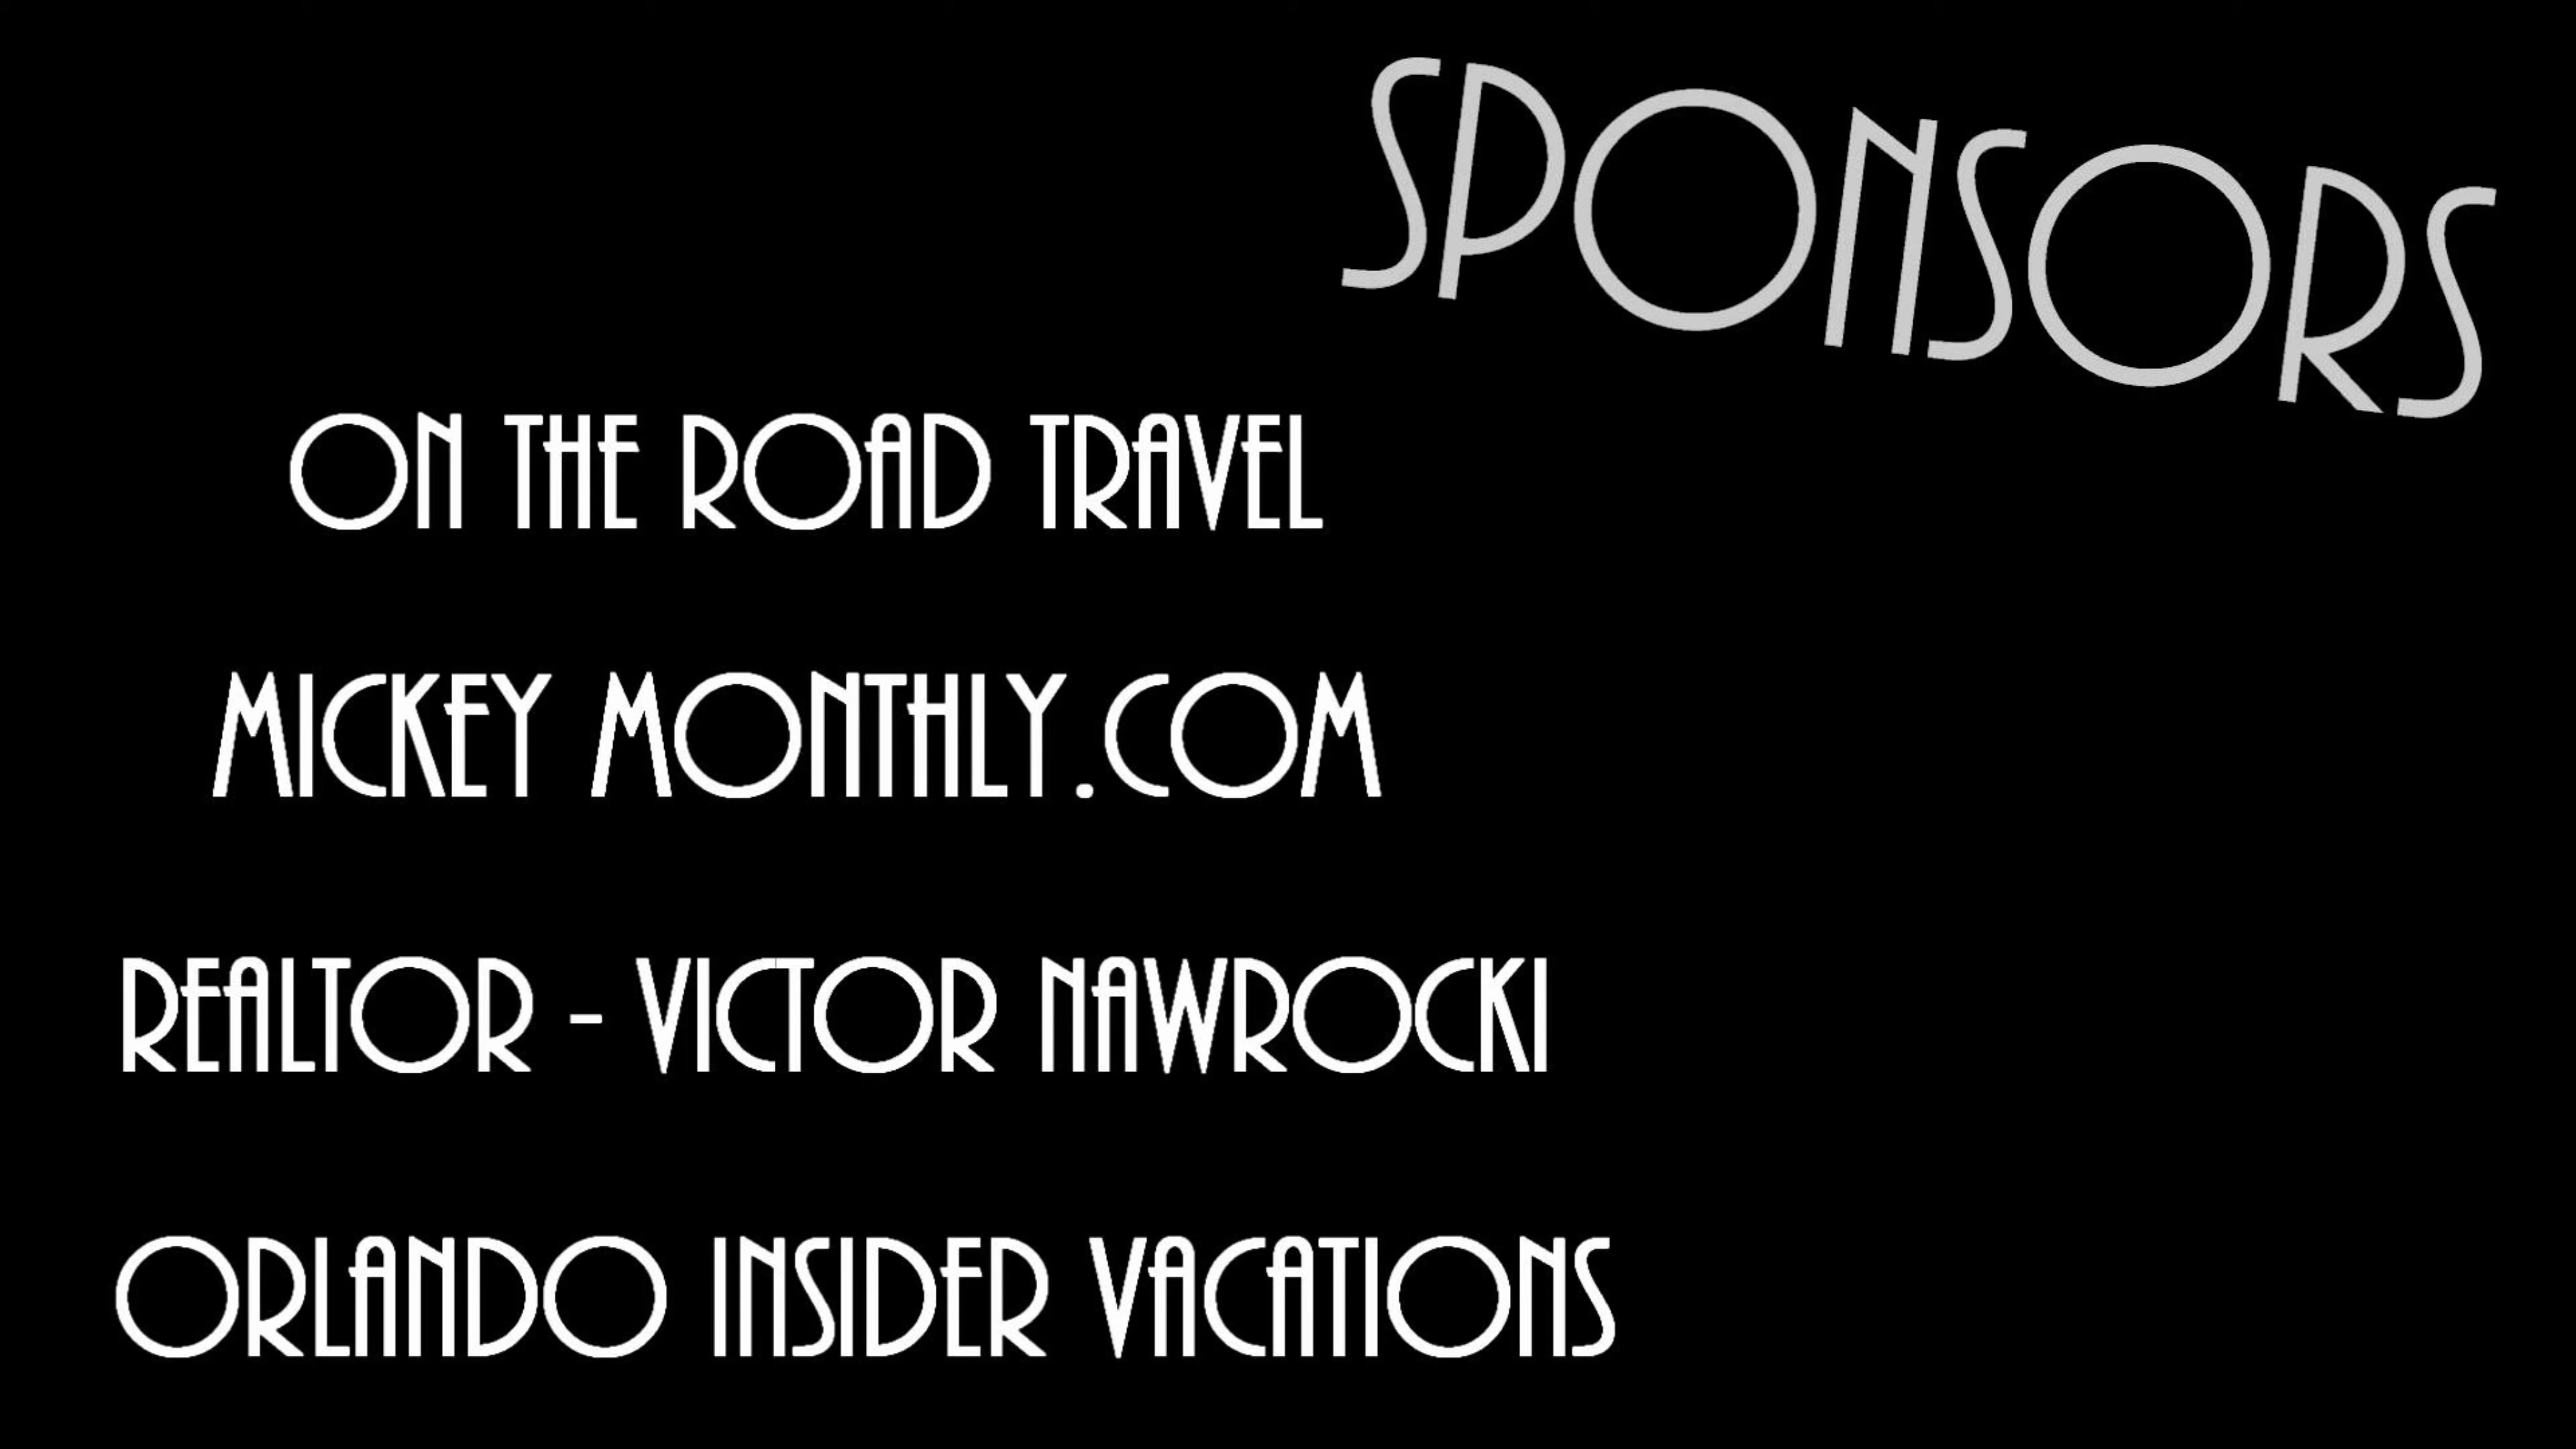 SPONSORS
ON THE ROAD TRAVEL
MICKEY MONTHLY.COM
REALTOR - VICTOR NAWROCKI
ORLANDO INSIDER VACATIONS